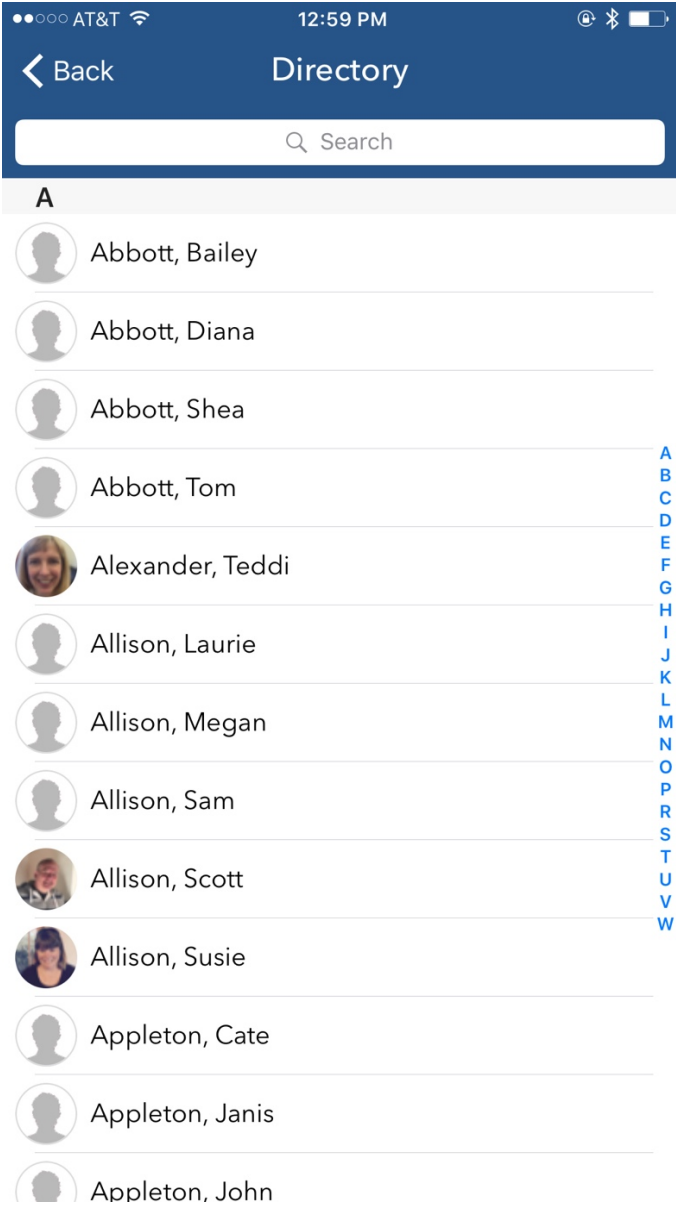 AT&T 12:59 PM
Back Directory
Search
A
Abbott, Bailey
Abbott, Diana
Abbott, Shea
Abbott, Tom
Alexander, Teddi
Allison, Laurie
Allison, Megan
Allison, Sam
Allison, Scott
Allison, Susie
Appleton, Cate
Appleton, Janis
Appleton, John
A
B
C
D
E
F
G
H
I
J
K
L
M
N
O
P
R
S
T
U
V
W